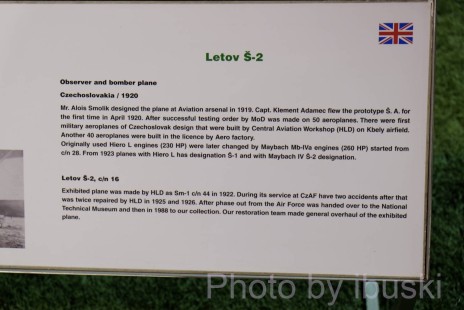 Letov Š-2
Observer and bomber plane
Czechoslovakia / 1920
Mr. Alois Smolik designed the plane at Aviation arsenal in 1919. Capt. Klement Adamec flew the prototype Š. A. for
the first time in April 1920. After successful testing order by MoD was made on 50 aeroplanes. There were first
military aeroplanes of Czechoslovak design that were built by Central Aviation Workshop (HLD) on Kbely airfield.
Another 40 aeroplanes were built in the licence by Aero factory.
Originally used Hiero L engines (230 HP) were later changed by Maybach Mb-IVa engines (260 HP) started from
c/n 28. From 1923 planes with Hiero L has designation Š-1 and with Maybach IV Š-2 designation.
Letov Š-2, c/n 16
Exhibited plane was made by HLD as Sm-1 c/n 44 in 1922. During its service at CzAF have two accidents after that
was twice repaired by HLD in 1925 and 1926. After phase out from the Air Force was handed over to the National
Technical Museum and then in 1988 to our collection. Our restoration team made general overhaul of the exhibited
plane.
Photo by ibuski